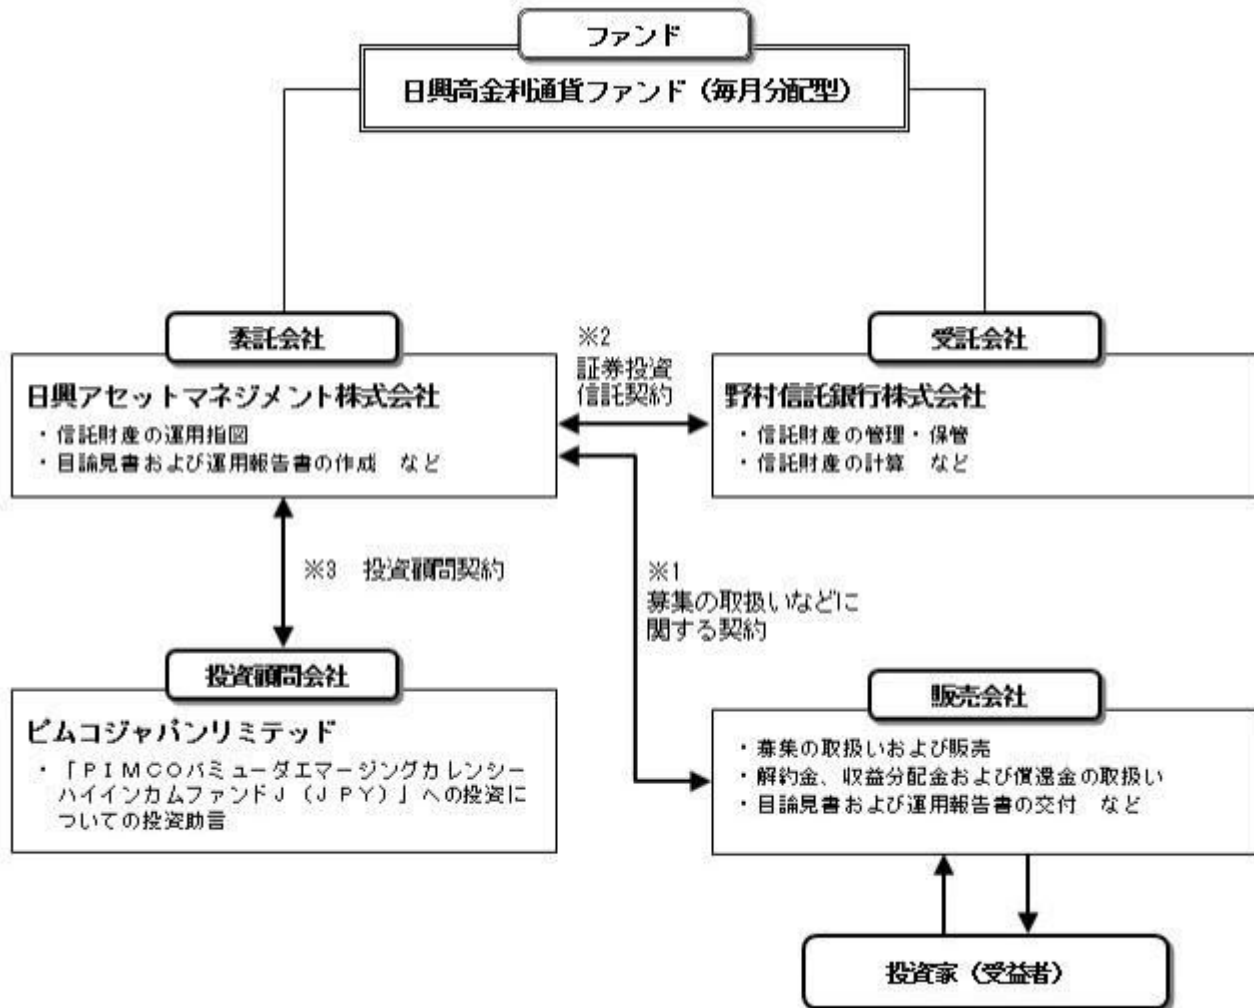 ファンド
日興高金利通貨ファンド（毎月分配型）
委託会社
日興アセットマネジメント株式会社
・信託財産の運用指図
・目論見書および運用報告書の作成　など
※2
証券投資
信託契約
受託会社
野村信託銀行株式会社
・信託財産の管理・保管
・信託財産の計算　など
※3　投資顧問契約
※1
募集の取扱いなどに
関する契約
投資顧問会社
ピムコジャパンリミテッド
・「ＰＩＭＣＯバミューダエマージングカレンシー
ハイインカムファンドＪ（ＪＰＹ）」への投資に
ついての投資助言
販売会社
・募集の取扱いおよび販売
・解約金、収益分配金および償還金の取扱い
・目論見書および運用報告書の交付　など
投資家（受益者）